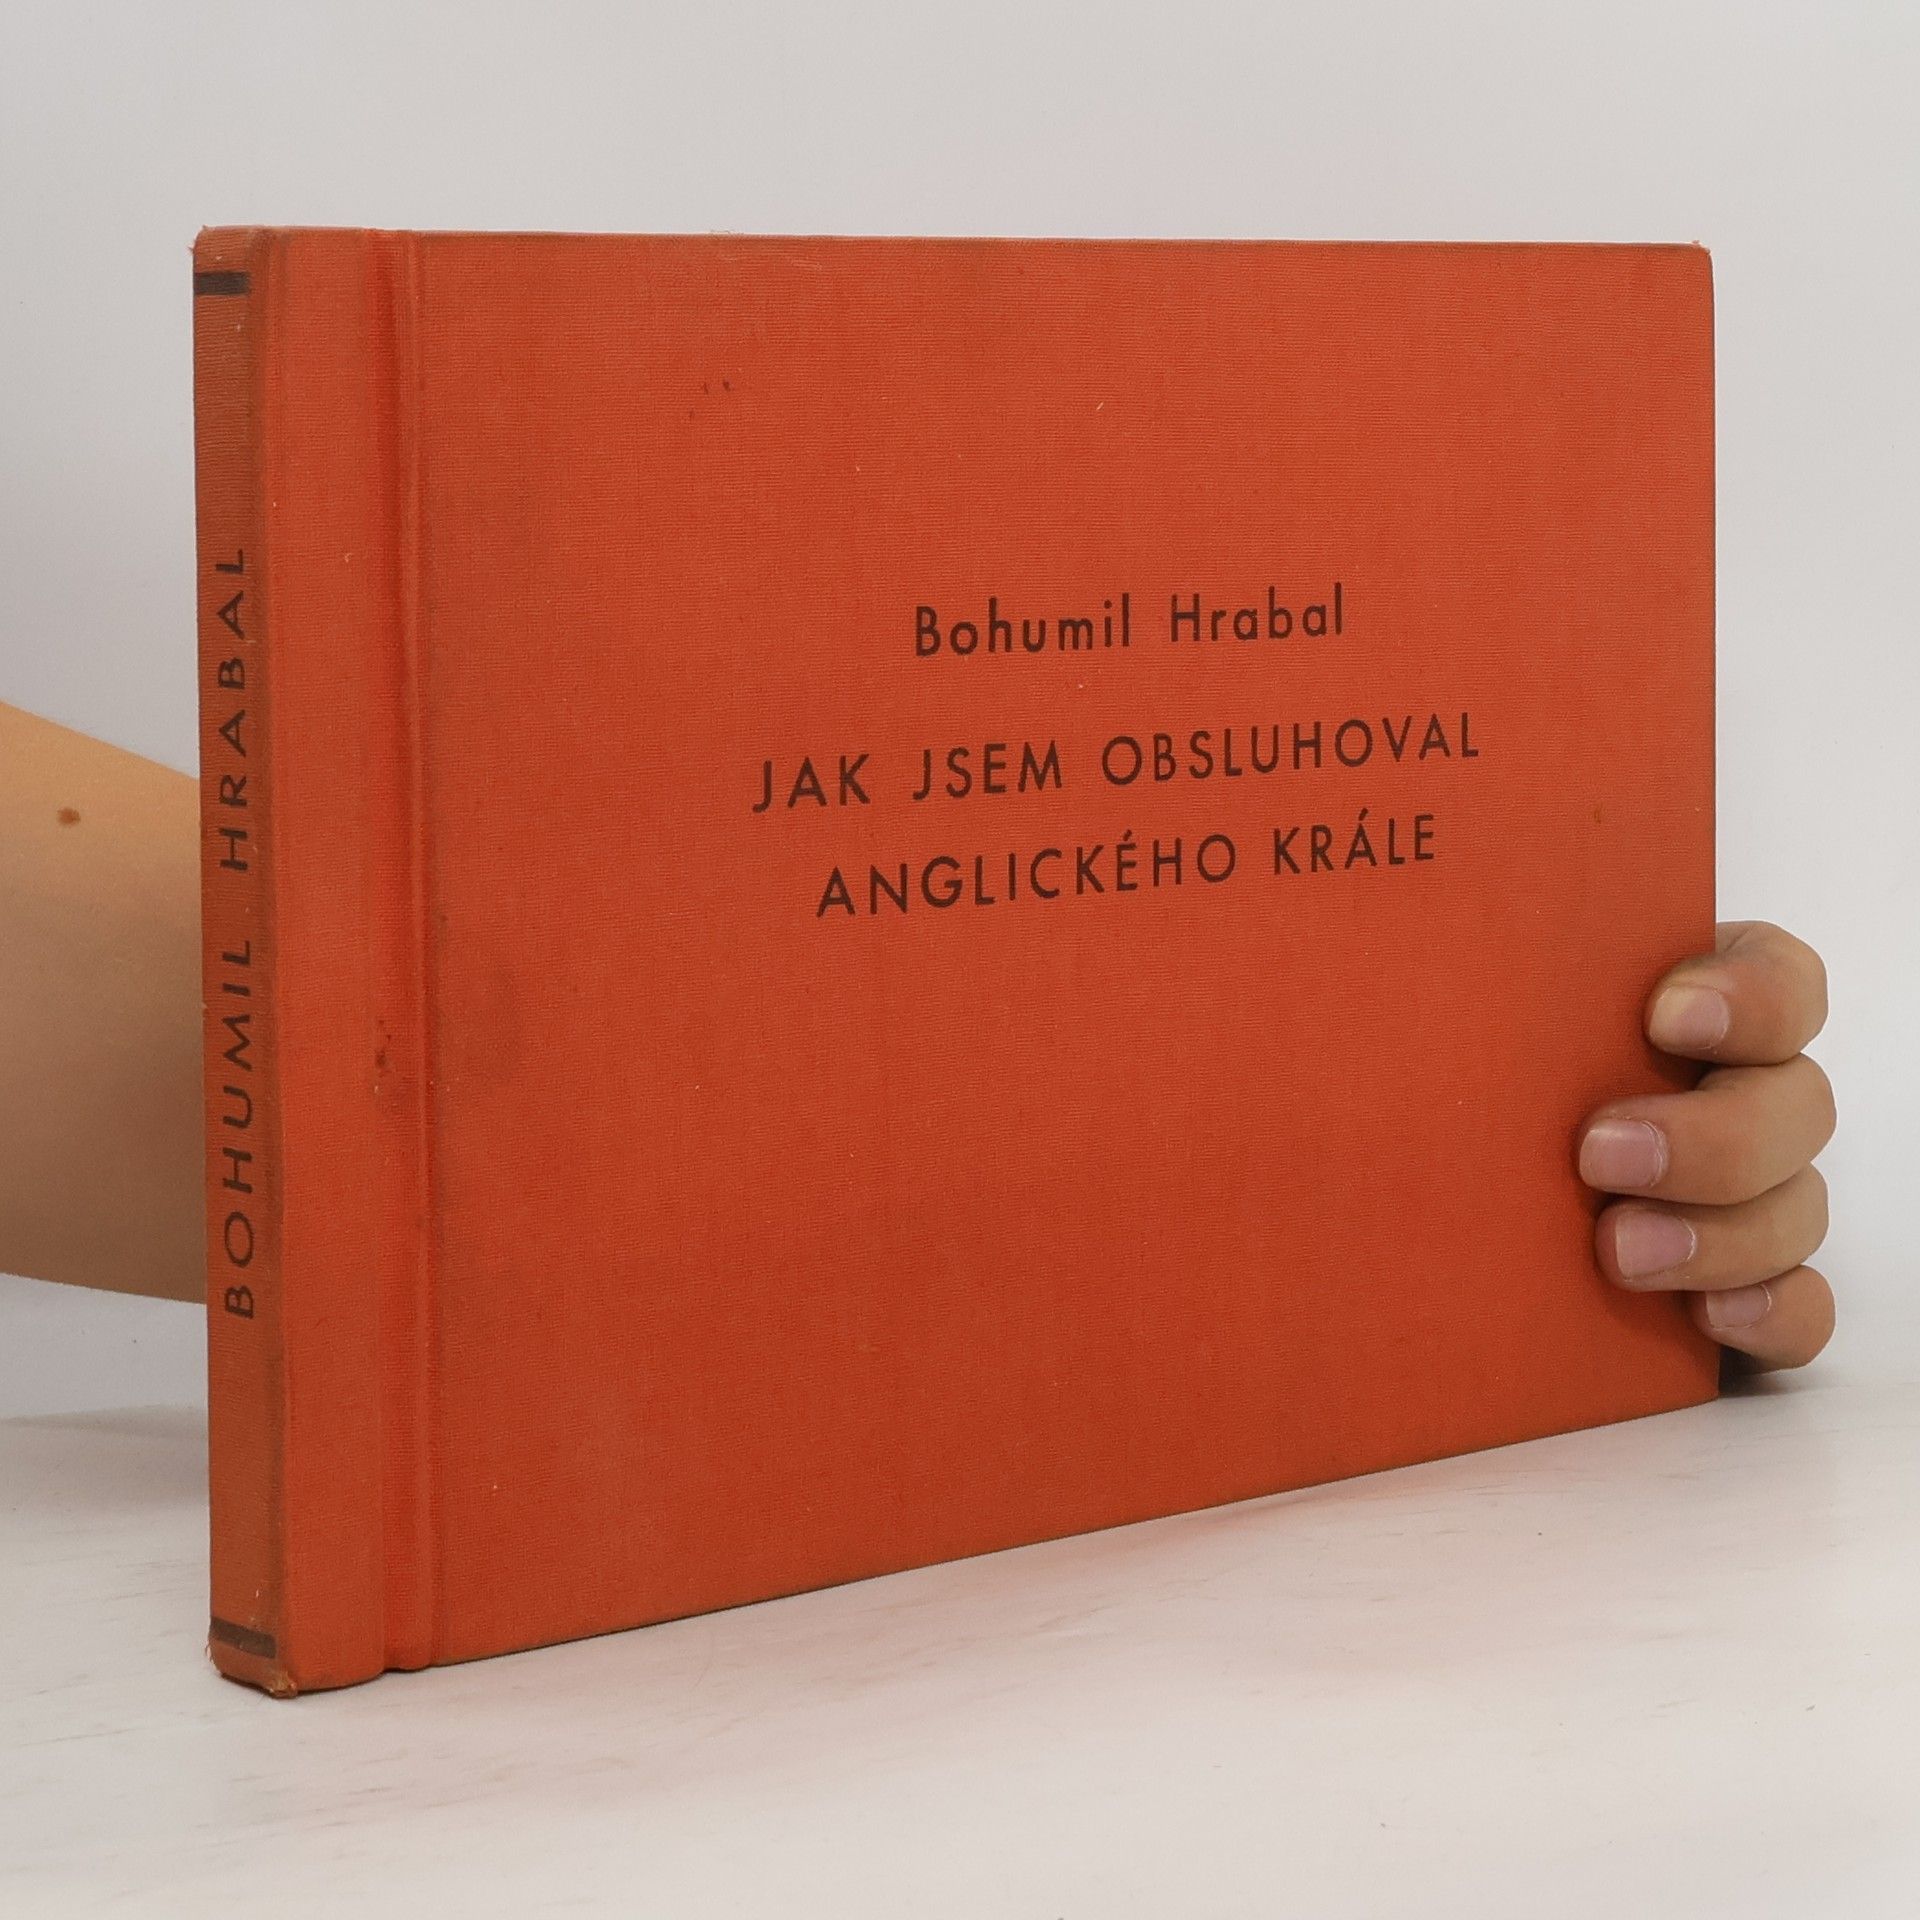 BOHUMIL HRABAL
Bohumil Hrabal
JAK JSEM OBSLUHOVAL
ANGLICKÉHO KRÁLE